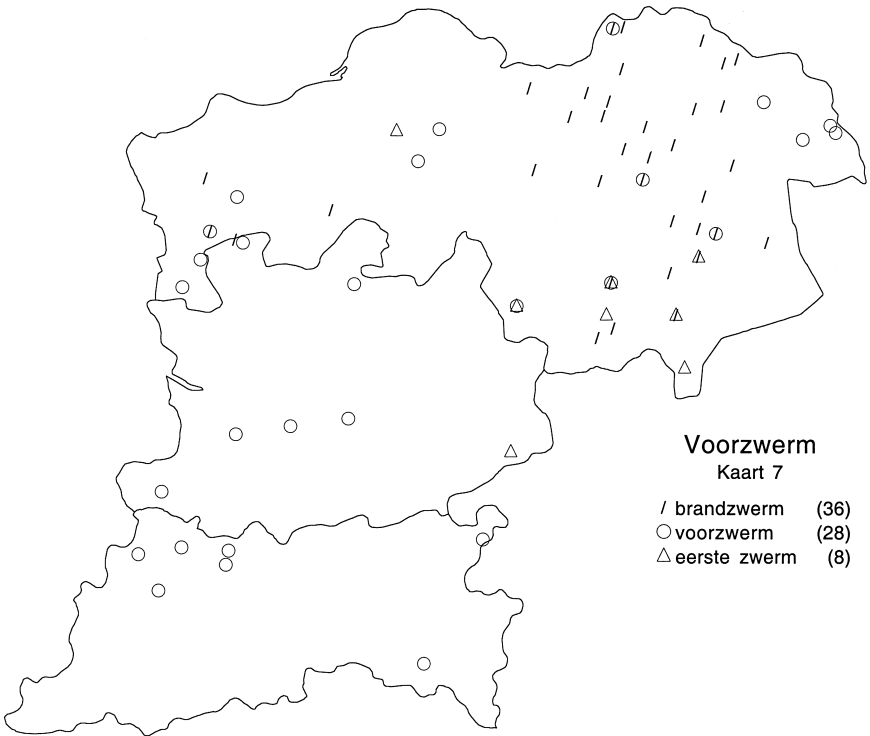 Voorzwerm
Kaart 7
/ brandzwerm (36)
○ voorzwerm (28)
△ eerste zwerm (8)